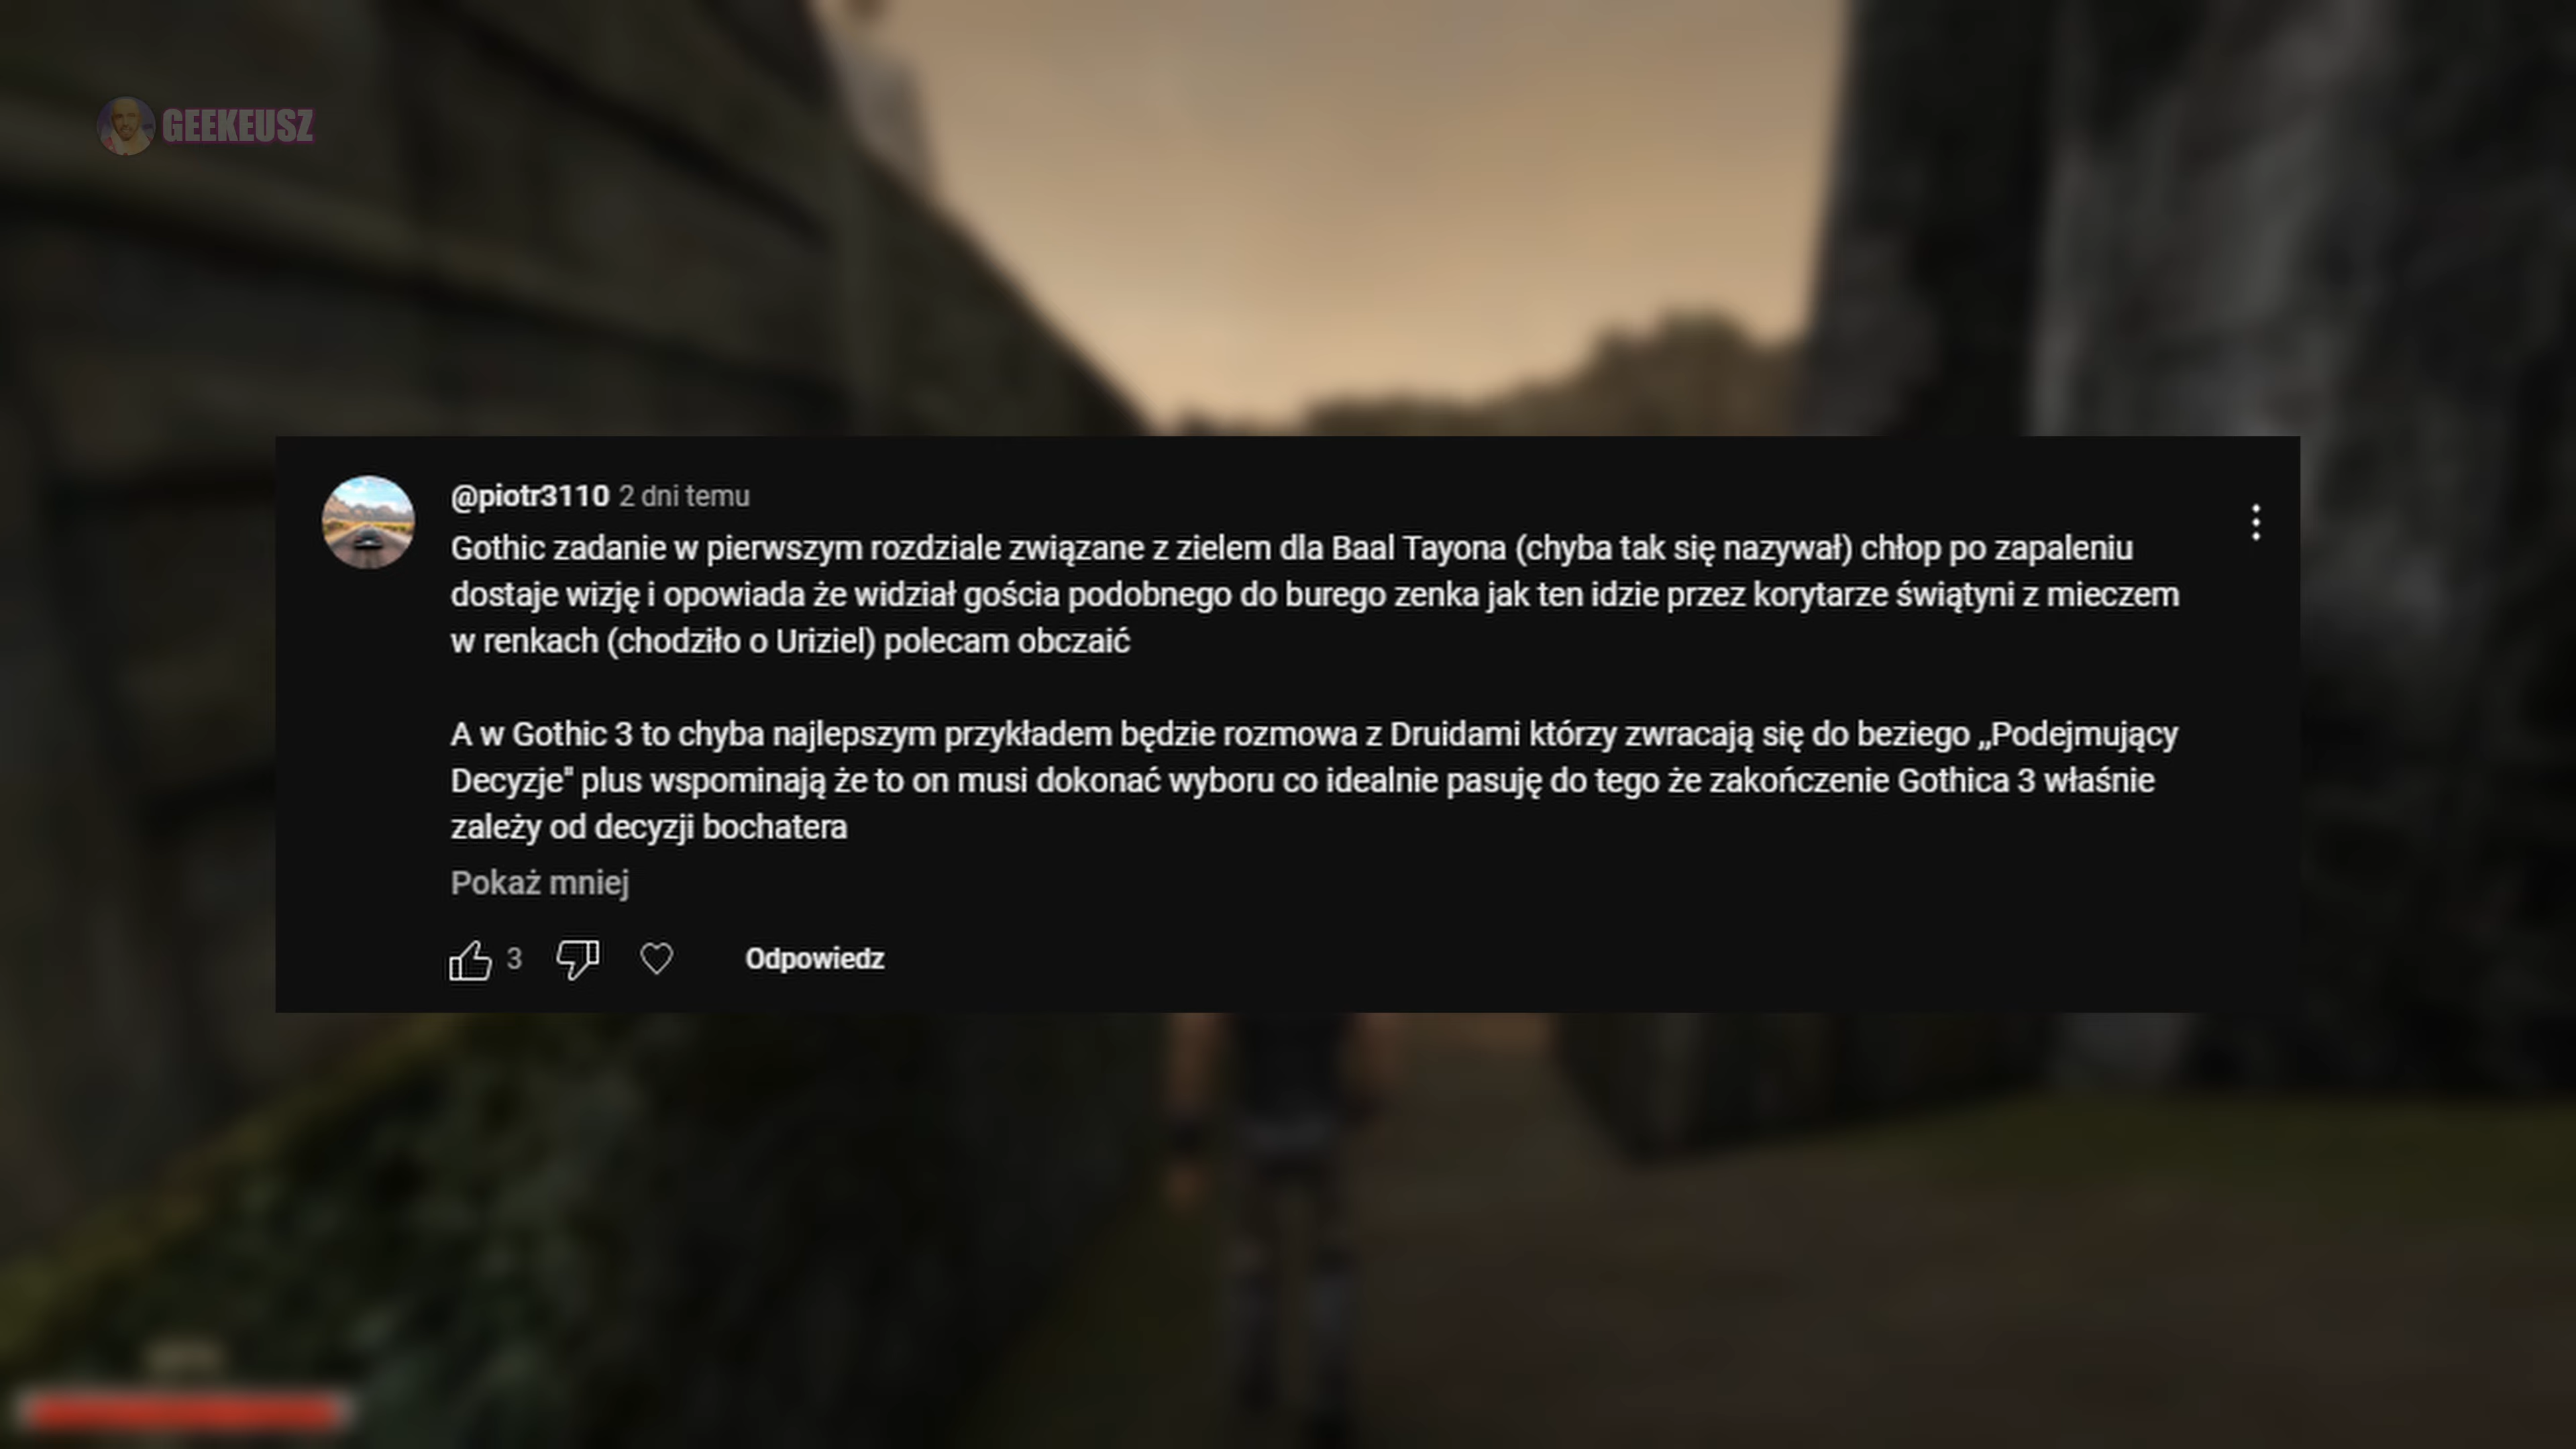 GEEKEUSZ
@piotr3110 2 dni temu
Gothic zadanie w pierwszym rozdziale związane z zielem dla Baal Tayona (chyba tak się nazywał) chłop po zapaleniu
dostaje wizję i opowiada że widział gościa podobnego do burego zenka jak ten idzie przez korytarze świątyni z mieczem
w renkach (chodziło o Uriziel) polecam obczaić
A w Gothic 3 to chyba najlepszym przykładem będzie rozmowa z Druidami którzy zwracają się do beziego „Podejmujący
Decyzje" plus wspominają że to on musi dokonać wyboru co idealnie pasuję do tego że zakończenie Gothica 3 właśnie
zależy od decyzji bochatera
Pokaż mniej
3 Odpowiedz